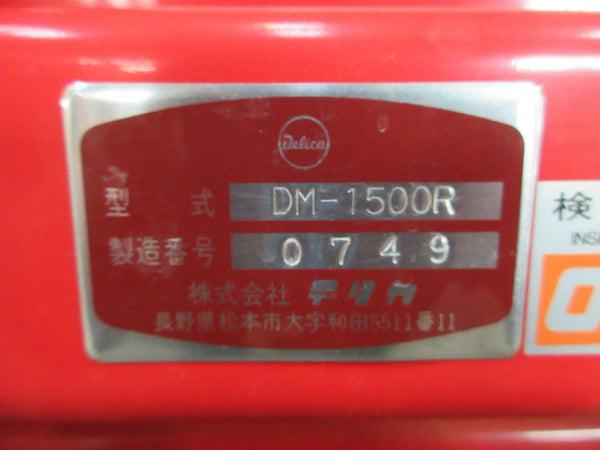 Delica
型 式 DM-1500R
製造番号 0749
株式会社 デリカ
長野県松本市大字和田5511番11
検
INS
O